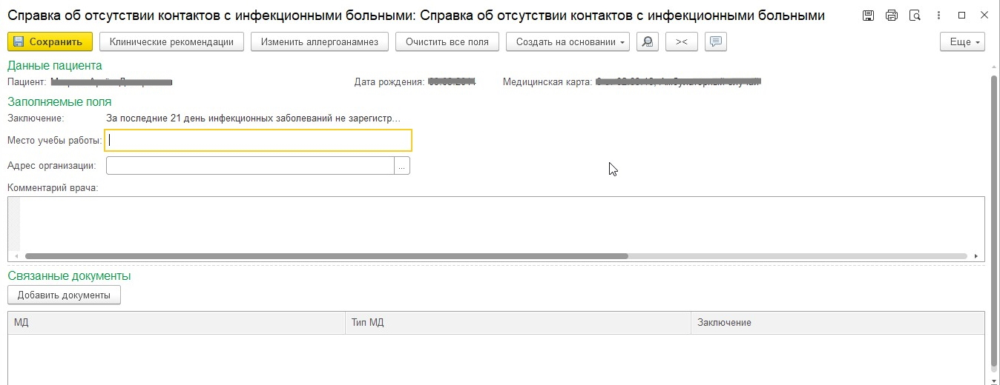 Справка об отсутствии контактов с инфекционными больными: Справка об отсутствии контактов с инфекционными больными
Сохранить Клинические рекомендации Изменить аллергоанамнез Очистить все поля Создать на основании >< Еще
Данные пациента
Пациент: Дата рождения: Медицинская карта:
Заполняемые поля
Заключение: За последние 21 день инфекционных заболеваний не зарегистр...
Место учебы работы:
Адрес организации: ...
Комментарий врача:
Связанные документы
Добавить документы
МД Тип МД Заключение